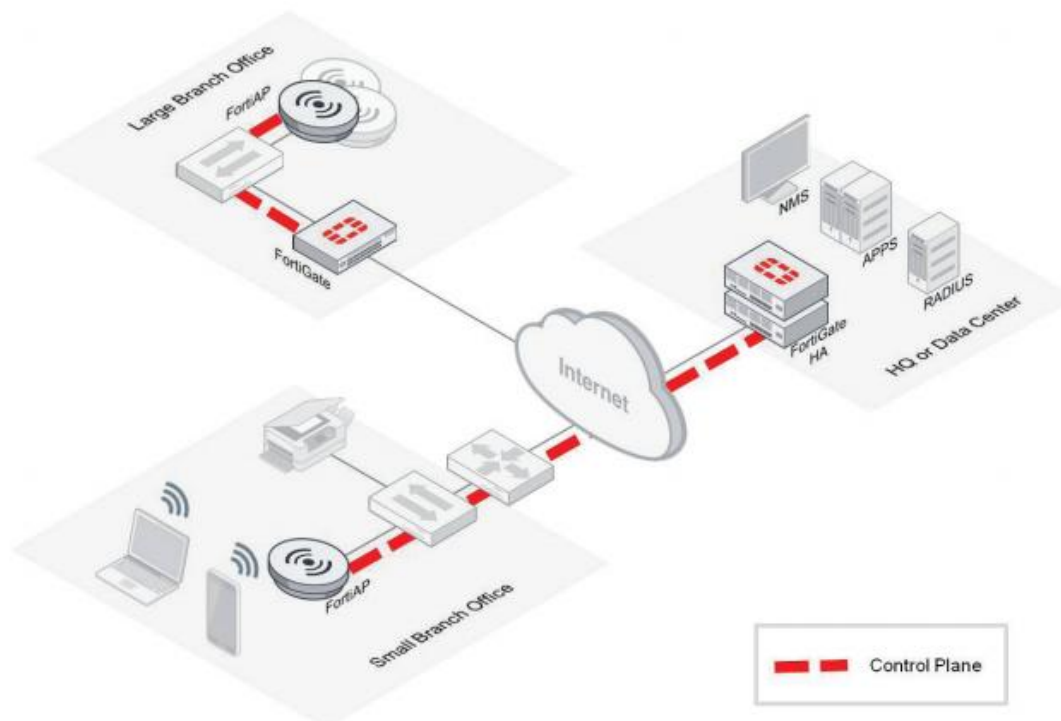 Large Branch Office
FortiAP
FortiGate
NMS
APPS
RADIUS
FortiGate
HA
HQ or Data Center
Internet
FortiAP
Small Branch Office
Control Plane